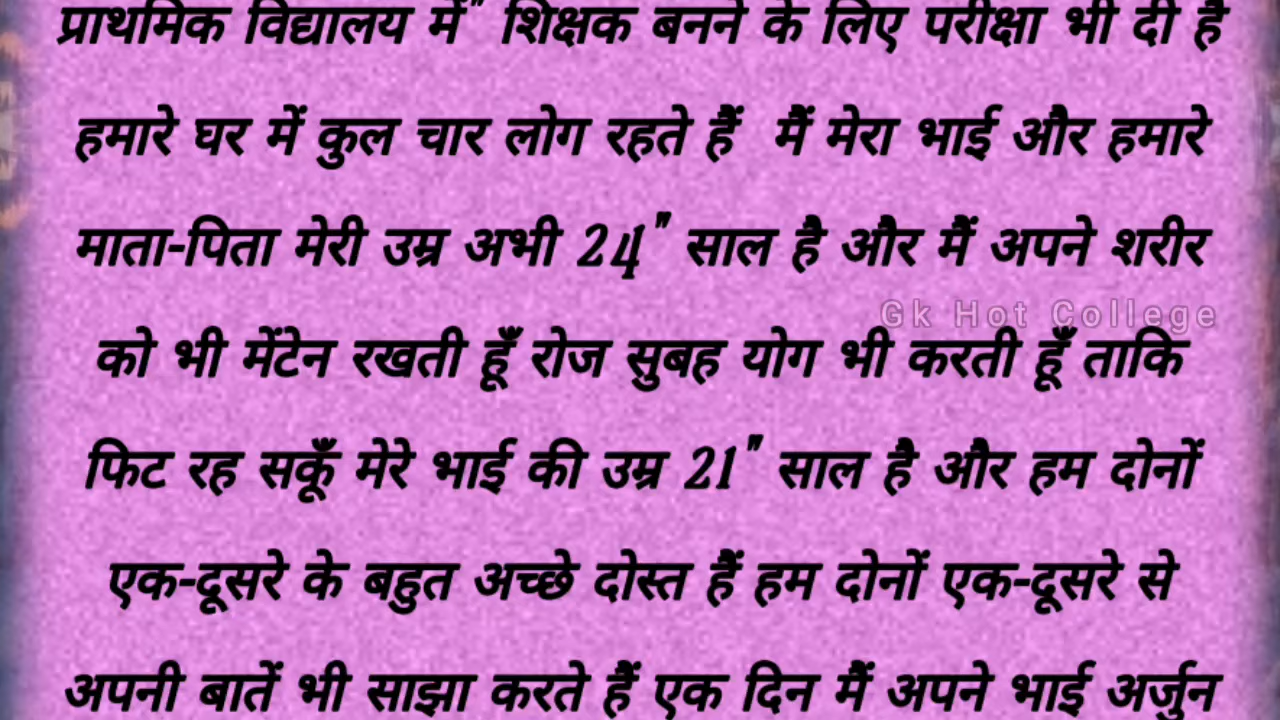 प्राथमिक विद्यालय में" शिक्षक बनने के लिए परीक्षा भी दी है
हमारे घर में कुल चार लोग रहते हैं मैं मेरा भाई और हमारे
माता-पिता मेरी उम्र अभी 24" साल है और मैं अपने शरीर
Gk Hot College
को भी मेंटेन रखती हूँ रोज सुबह योग भी करती हूँ ताकि
फिट रह सकूँ मेरे भाई की उम्र 21" साल है और हम दोनों
एक-दूसरे के बहुत अच्छे दोस्त हैं हम दोनों एक-दूसरे से
अपनी बातें भी साझा करते हैं एक दिन मैं अपने भाई अर्जुन